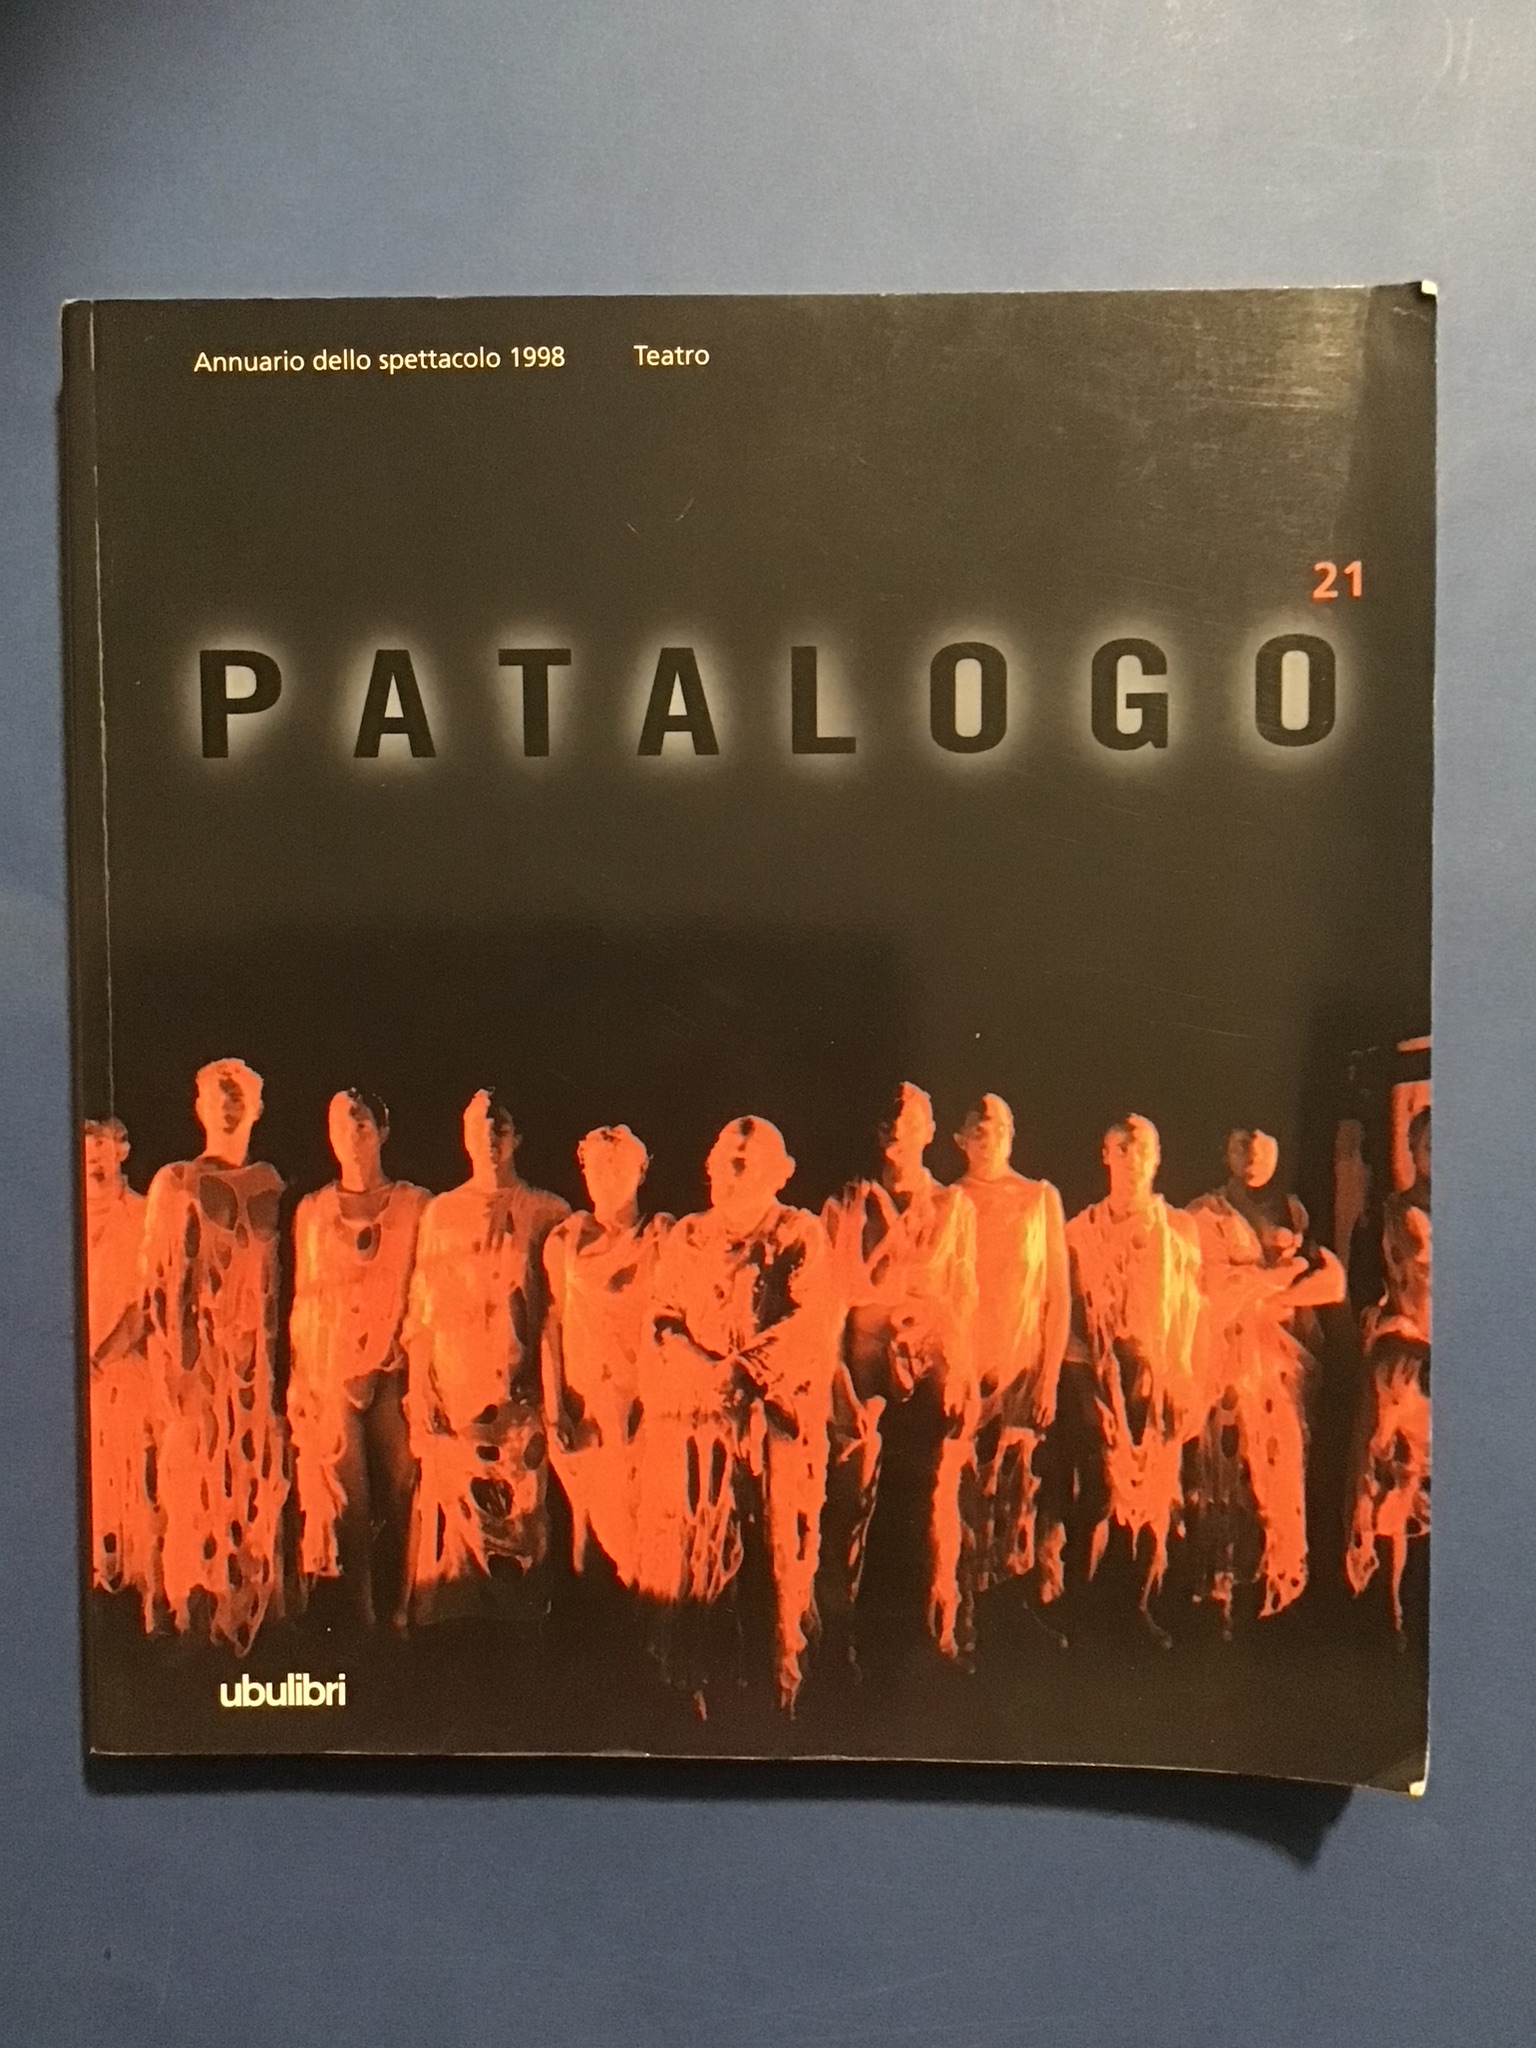 Annuario dello spettacolo 1998 Teatro
21
PATALOGO
ubulibri